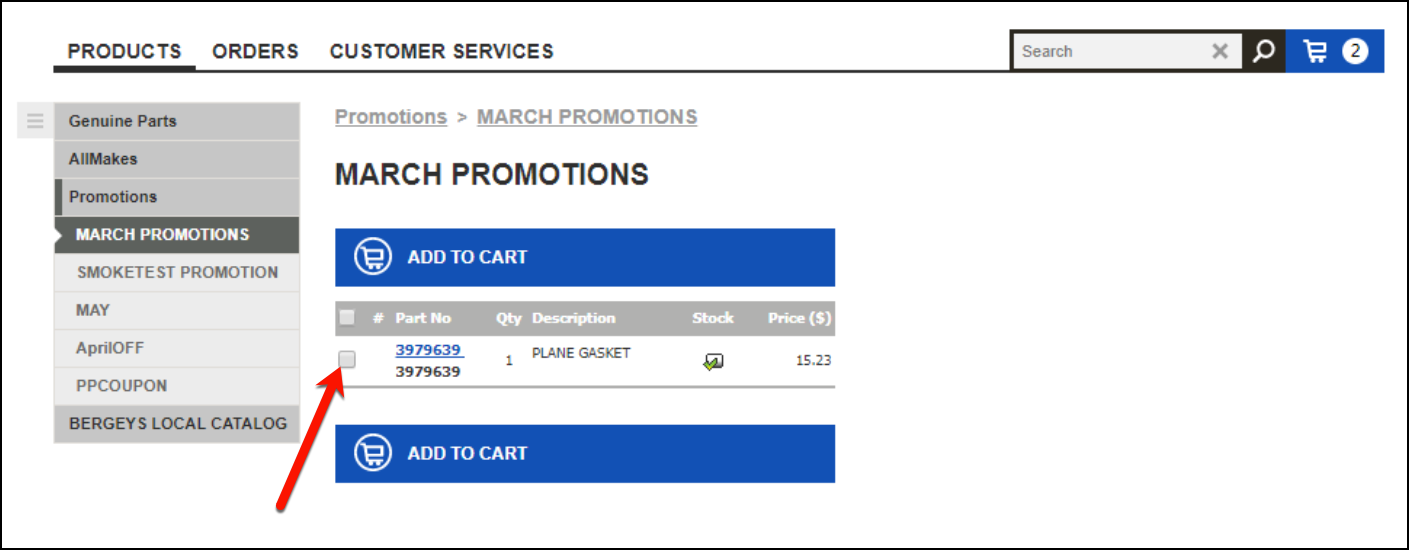 PRODUCTS ORDERS CUSTOMER SERVICES Search 2
Genuine Parts
AllMakes
Promotions
MARCH PROMOTIONS
SMOKETEST PROMOTION
MAY
AprilOFF
PPCOUPON
BERGEYS LOCAL CATALOG
Promotions > MARCH PROMOTIONS
MARCH PROMOTIONS
ADD TO CART
# Part No Qty Description Stock Price ($)
3979639 1 PLANE GASKET 15.23
3979639
ADD TO CART